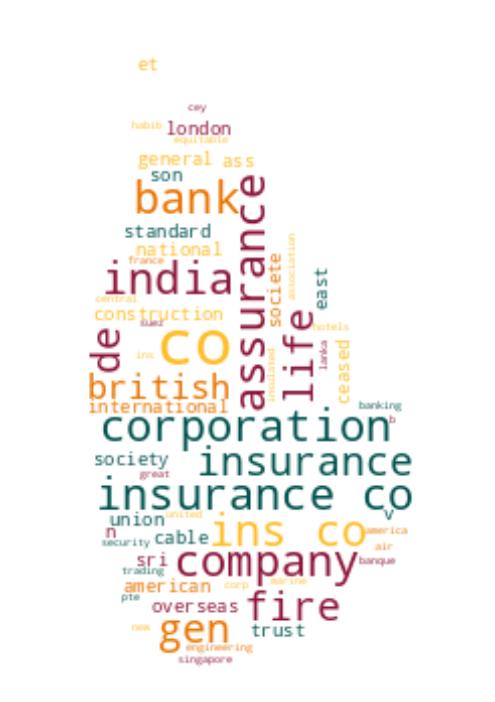 et
cey
habib london
equitable
general ass
son
bank
standard
national
france
india
central
construction
suez
co
ins
de
british
international
assurance
societe
association
east
life
hotels
lanka
ceased
insulated
banking
corporation b
society insurance
great
insurance co
v
union united
n cable ins co america
security air
sri company banque
trading
american corp marine
pte
overseas fire
new gen trust
engineering
singapore